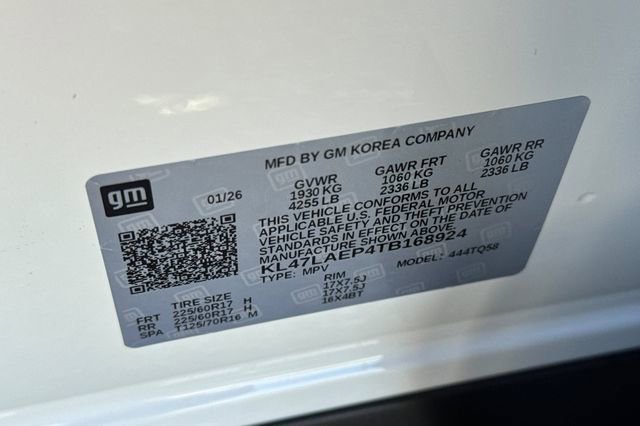 MFD BY GM KOREA COMPANY
gm
01/26
GVWR GAWR FRT GAWR RR
1930 KG 1060 KG 1060 KG
4255 LB 2336 LB 2336 LB
THIS VEHICLE CONFORMS TO ALL
APPLICABLE U.S. FEDERAL MOTOR
VEHICLE SAFETY AND THEFT PREVENTION
STANDARDS IN EFFECT ON THE DATE OF
MANUFACTURE SHOWN ABOVE.
KL47LAEP4TB168924
TYPE: MPV MODEL: 444TQ58
TIRE SIZE RIM
FRT 225/60R17 H 17X7.5J
RR 225/60R17 H 17X7.5J
SPA T125/70R16 M 16X4BT